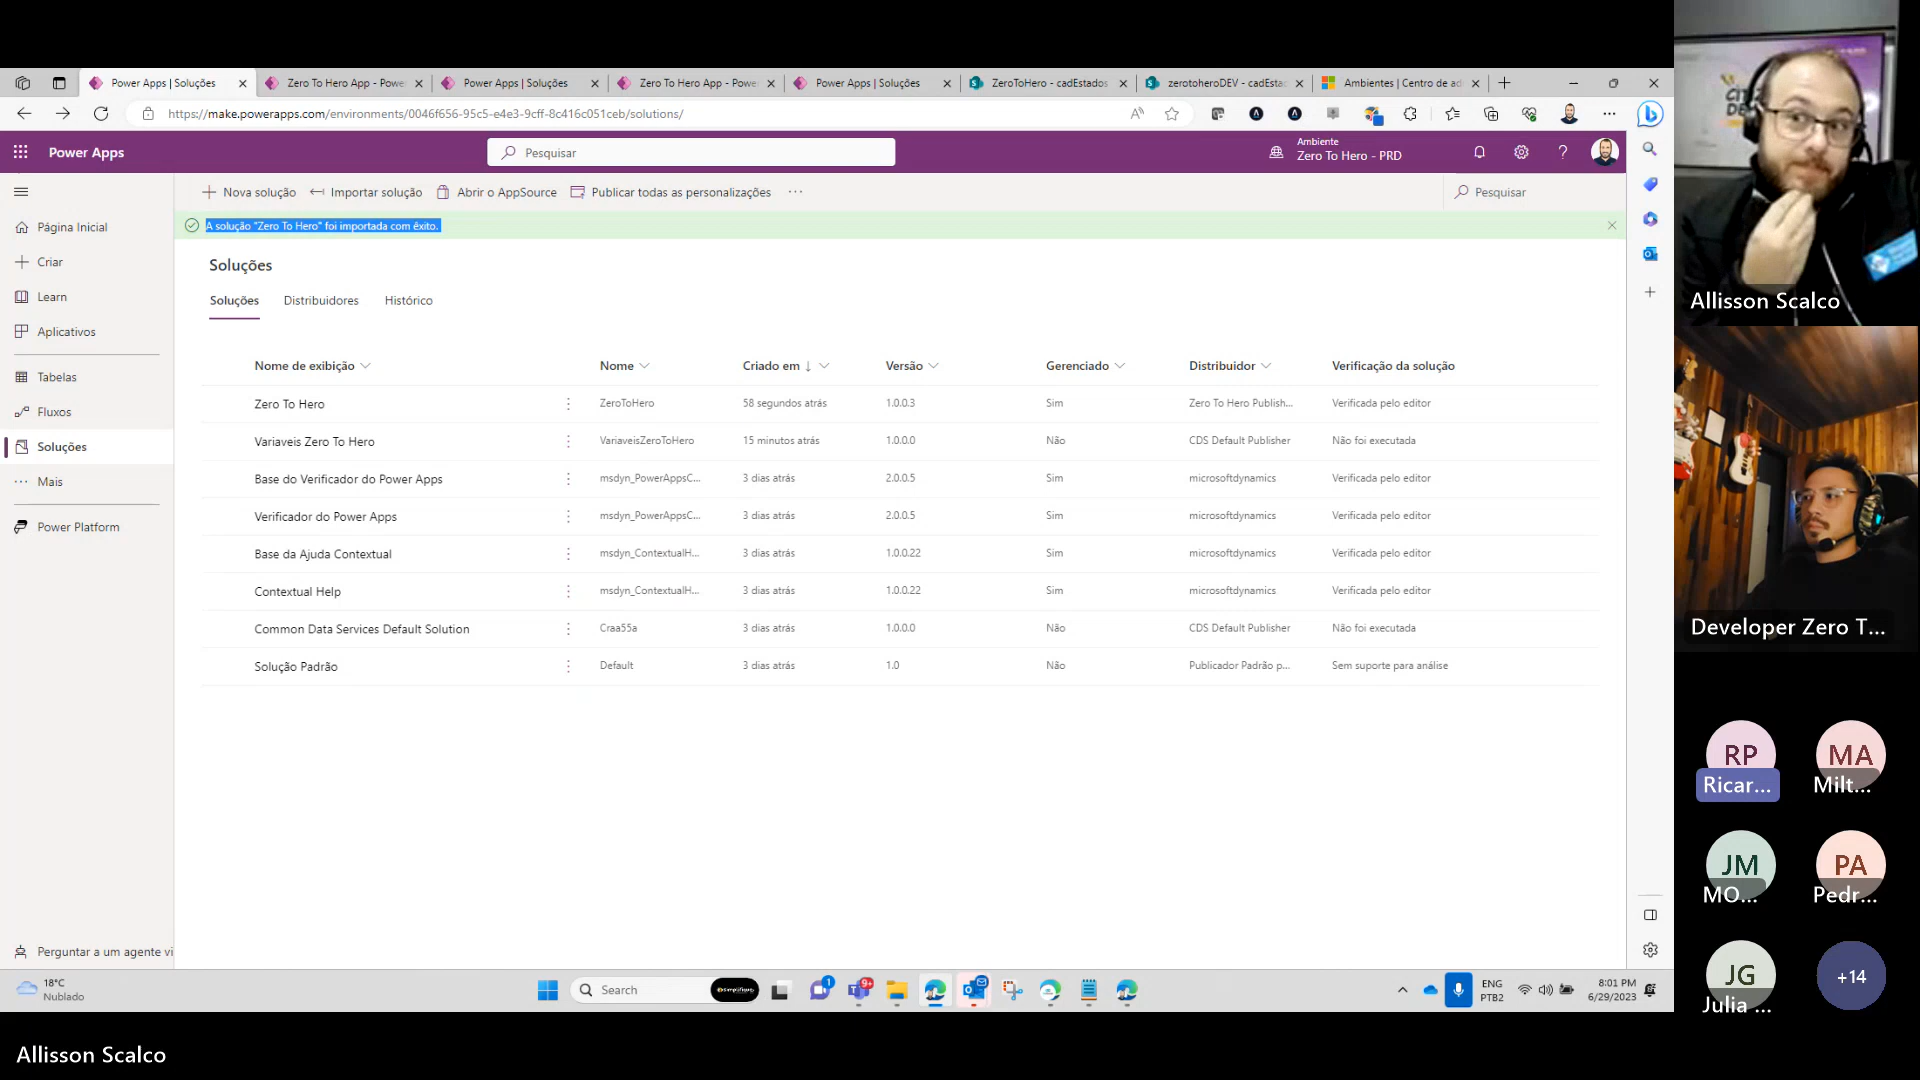 Power Apps | Soluções
Zero To Hero App - Power
Power Apps | Soluções
Zero To Hero App - Power
Power Apps | Soluções
ZeroToHero - cadEstados
zerotoheroDEV - cadEstad
Ambientes | Centro de ad
https://make.powerapps.com/environments/0046f656-95c5-e4e3-9cff-8c416c051ceb/solutions/
Power Apps
Pesquisar
Ambiente
Zero To Hero - PRD
Nova solução
Importar solução
Abrir o AppSource
Publicar todas as personalizações
Pesquisar
A solução "Zero To Hero" foi importada com êxito.
Página Inicial
Criar
Learn
Aplicativos
Tabelas
Fluxos
Soluções
Mais
Power Platform
Perguntar a um agente vi
Soluções
Soluções Distribuidores Histórico
Nome de exibição Nome Criado em Versão Gerenciado Distribuidor Verificação da solução
Zero To Hero ZeroToHero 58 segundos atrás 1.0.0.3 Sim Zero To Hero Publish... Verificada pelo editor
Variaveis Zero To Hero VariaveisZeroToHero 15 minutos atrás 1.0.0.0 Não CDS Default Publisher Não foi executada
Base do Verificador do Power Apps msdyn_PowerAppsC... 3 dias atrás 2.0.0.5 Sim microsoftdynamics Verificada pelo editor
Verificador do Power Apps msdyn_PowerAppsC... 3 dias atrás 2.0.0.5 Sim microsoftdynamics Verificada pelo editor
Base da Ajuda Contextual msdyn_ContextualH... 3 dias atrás 1.0.0.22 Sim microsoftdynamics Verificada pelo editor
Contextual Help msdyn_ContextualH... 3 dias atrás 1.0.0.22 Sim microsoftdynamics Verificada pelo editor
Common Data Services Default Solution Craa55a 3 dias atrás 1.0.0.0 Não CDS Default Publisher Não foi executada
Solução Padrão Default 3 dias atrás 1.0 Não Publicador Padrão p... Sem suporte para análise
18°C
Nublado
Search
1
9+
ENG
PTB2
8:01 PM
6/29/2023
Allisson Scalco
Developer Zero T...
RP
Ricar...
MA
Milt...
JM
MO...
PA
Pedr...
JG
Julia ...
+14
Allisson Scalco